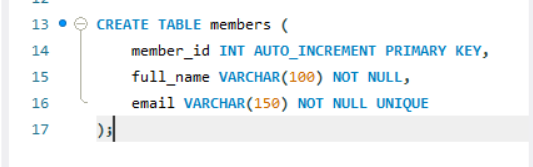 13 CREATE TABLE members (
14 member_id INT AUTO_INCREMENT PRIMARY KEY,
15 full_name VARCHAR(100) NOT NULL,
16 email VARCHAR(150) NOT NULL UNIQUE
17 );